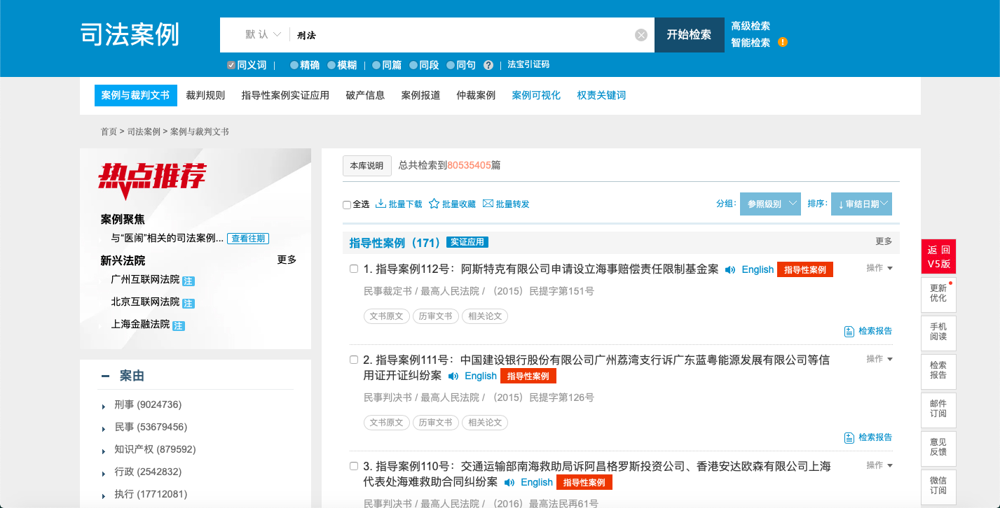 司法案例
默 认 刑法
开始检索
高级检索
智能检索 !
同义词 | 精确 模糊 | 同篇 同段 同句 ? | 法宝引证码
案例与裁判文书 裁判规则 指导性案例实证应用 破产信息 案例报道 仲裁案例 案例可视化 权责关键词
首页 > 司法案例 > 案例与裁判文书
热点推荐
案例聚焦
与“医闹”相关的司法案例... 查看往期
新兴法院 更多
广州互联网法院 注
北京互联网法院 注
上海金融法院 注
案由
刑事 (9024736)
民事 (53679456)
知识产权 (879592)
行政 (2542832)
执行 (17712081)
本库说明 总共检索到80535405篇
全选 批量下载 批量收藏 批量转发 分组： 参照级别 排序： ↓审结日期
指导性案例（171） 实证应用 更多
1. 指导案例112号：阿斯特克有限公司申请设立海事赔偿责任限制基金案 English 指导性案例 操作
民事裁定书 / 最高人民法院 / （2015）民提字第151号
文书原文 历审文书 相关论文
检索报告
2. 指导案例111号：中国建设银行股份有限公司广州荔湾支行诉广东蓝粤能源发展有限公司等信 操作
用证开证纠纷案 English 指导性案例
民事判决书 / 最高人民法院 / （2015）民提字第126号
文书原文 历审文书 相关论文
检索报告
3. 指导案例110号：交通运输部南海救助局诉阿昌格罗斯投资公司、香港安达欧森有限公司上海 操作
代表处海难救助合同纠纷案 English 指导性案例
民事判决书 / 最高人民法院 / （2016）最高法民再61号
返 回
V5版
更新
优化
手机
阅读
检索
报告
邮件
订阅
意见
反馈
微信
订阅